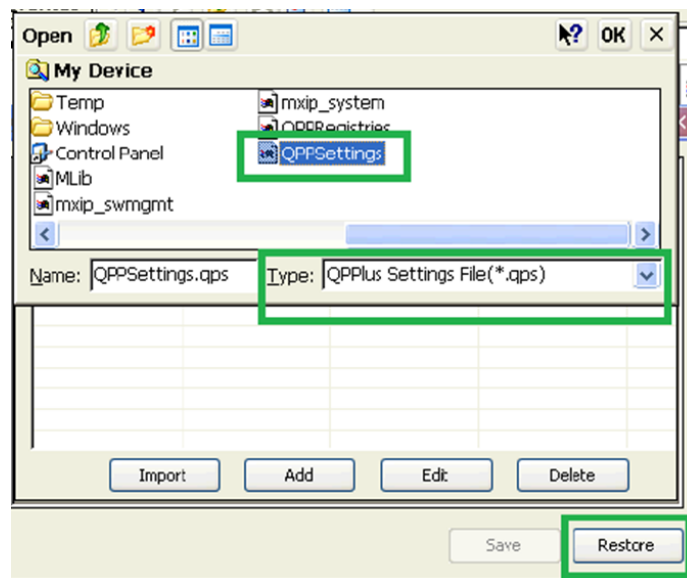 Open OK
My Device
Temp mxip_system
Windows QPPRegistries
Control Panel QPPSettings
MLib
mxip_swmgmt
Name: QPPSettings.qps Type: QPPlus Settings File(*.qps)
Import Add Edit Delete
Save Restore